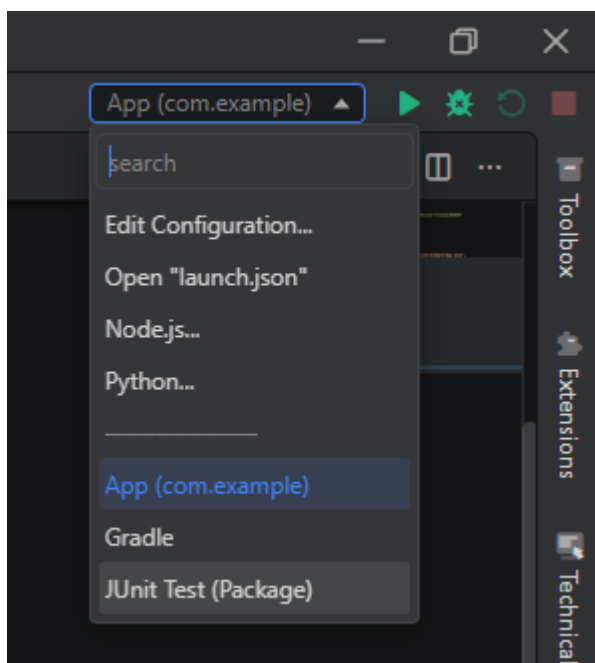 App (com.example)
search
Edit Configuration...
Open "launch.json"
Node.js...
Python...
App (com.example)
Gradle
JUnit Test (Package)
Toolbox
Extensions
Technica